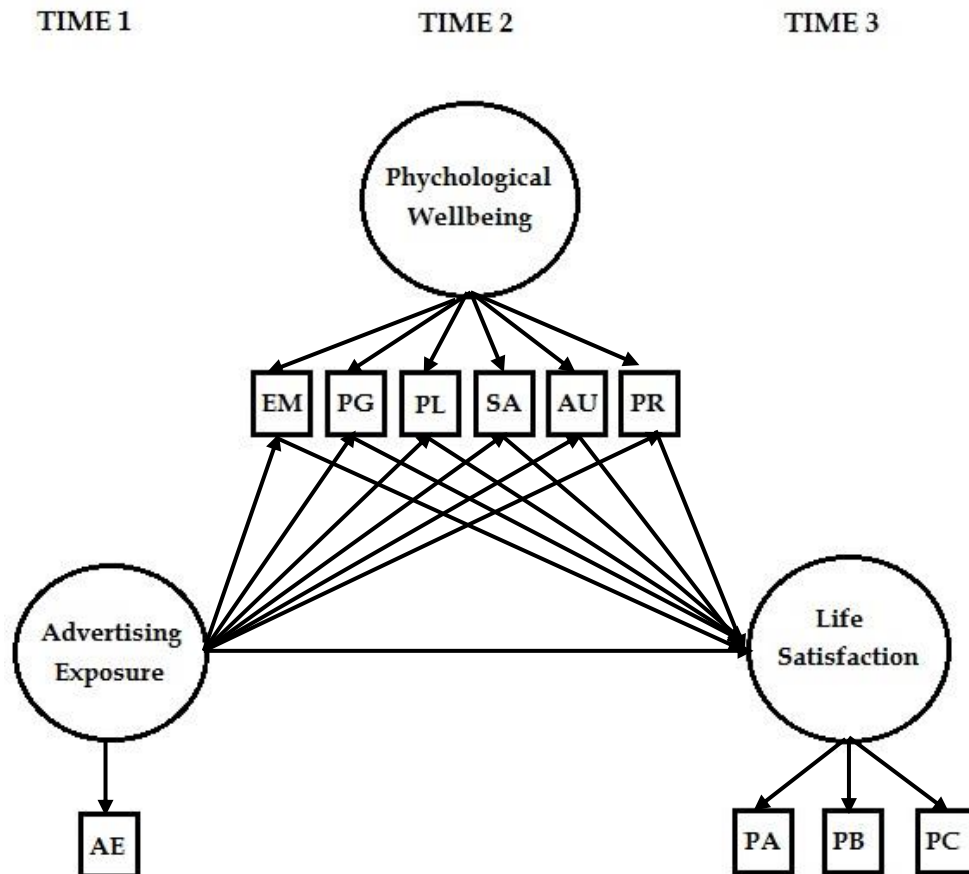 TIME 1
TIME 2
TIME 3
Phychological
Wellbeing
EM
PG
PL
SA
AU
PR
Advertising
Exposure
Life
Satisfaction
AE
PA
PB
PC